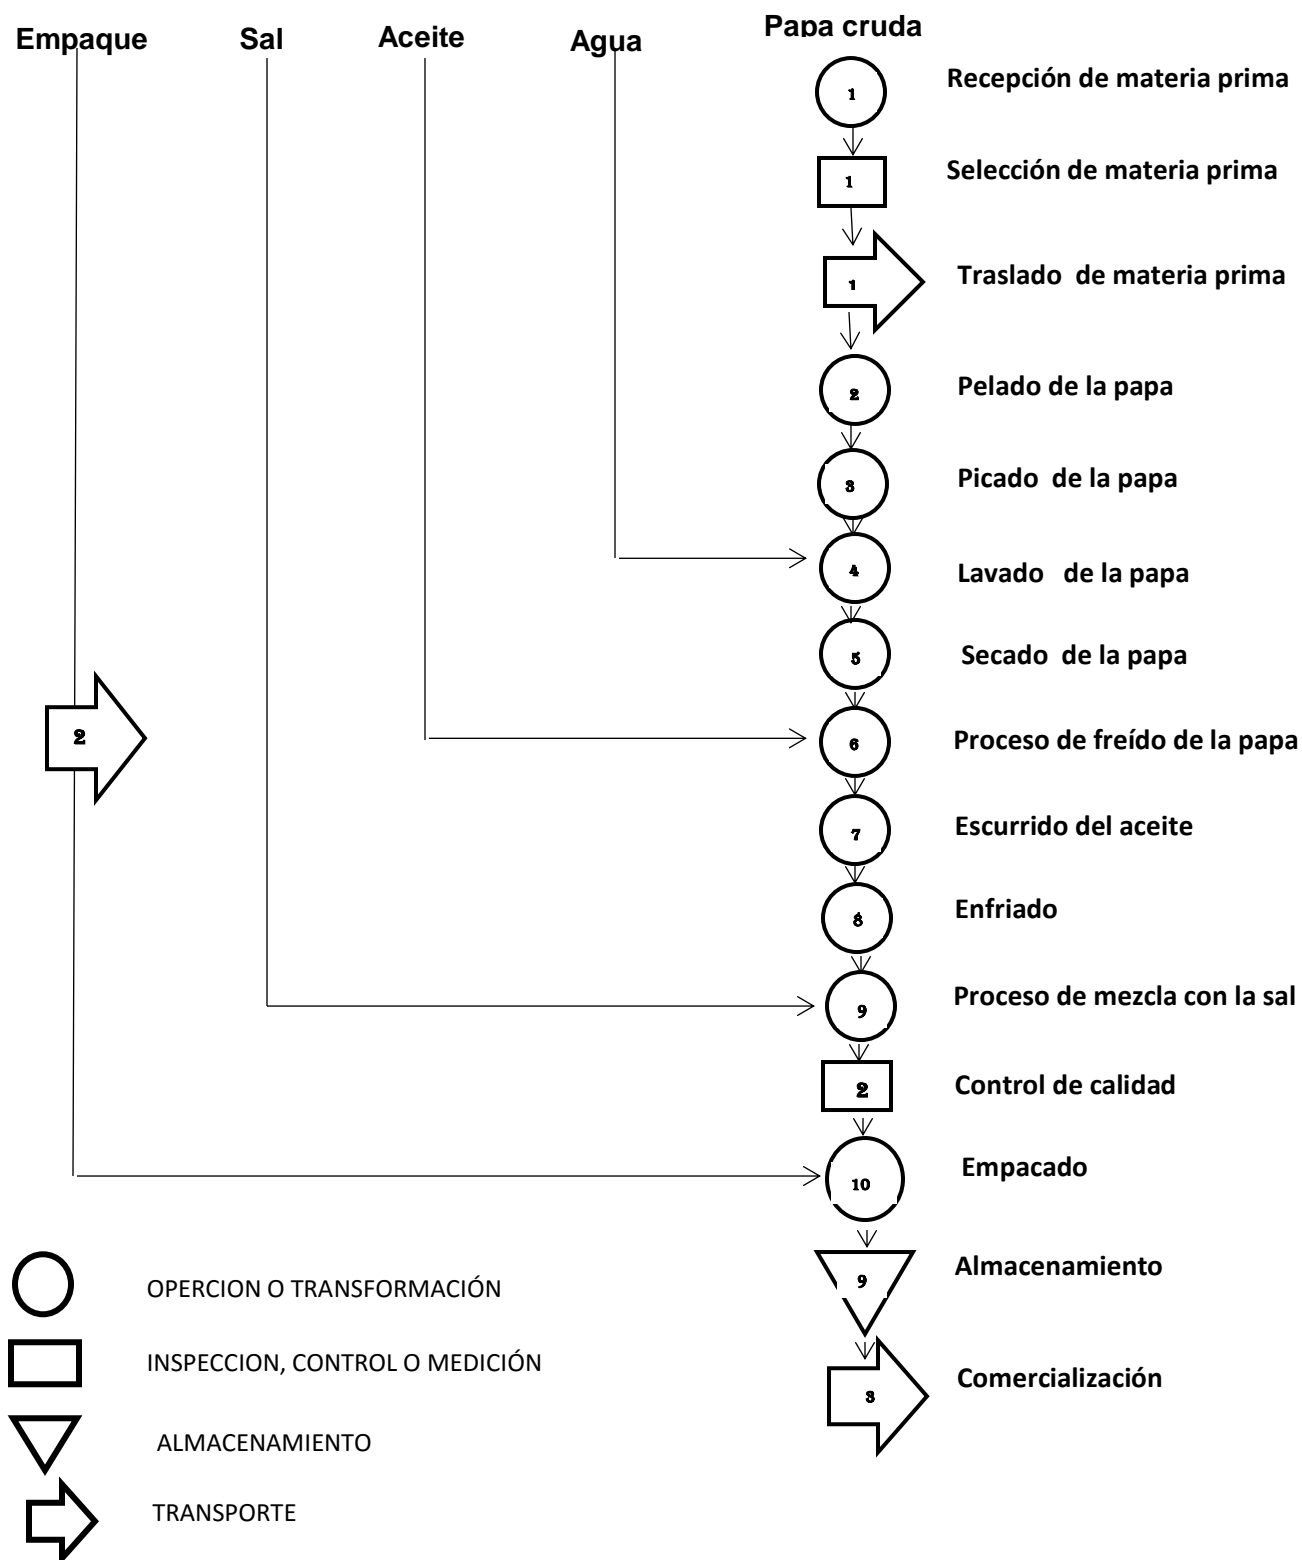 Empaque
Sal
Aceite
Agua
Papa cruda
1
Recepción de materia prima
1
Selección de materia prima
1
Traslado de materia prima
2
Pelado de la papa
3
Picado de la papa
4
Lavado de la papa
5
Secado de la papa
2
6
Proceso de freído de la papa
7
Escurrido del aceite
8
Enfriado
9
Proceso de mezcla con la sal
2
Control de calidad
10
Empacado
9
Almacenamiento
3
Comercialización
OPERCION O TRANSFORMACIÓN
INSPECCION, CONTROL O MEDICIÓN
ALMACENAMIENTO
TRANSPORTE